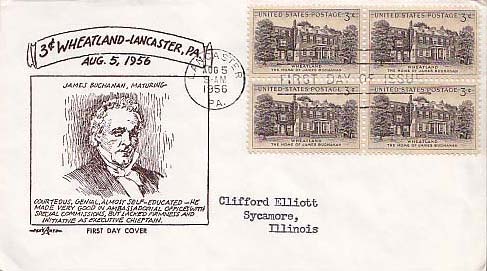 3¢ WHEATLAND-LANCASTER, PA.
AUG. 5, 1956
JAMES BUCHANAN, MATURING-
COURTEOUS, GENIAL, ALMOST SELF-EDUCATED - HE
MADE VERY GOOD IN AMBASSADORIAL OFFICES WITH
SPECIAL COMMISSIONS, BUT LACKED FIRMNESS AND
INITIATIVE AS EXECUTIVE CHIEFTAIN.
FIRST DAY COVER
LANCASTER
AUG 5
9-AM
1956
PA.
FIRST DAY OF ISSUE
UNITED STATES POSTAGE 3¢
WHEATLAND
THE HOME OF JAMES BUCHANAN
UNITED STATES POSTAGE 3¢
WHEATLAND
THE HOME OF JAMES BUCHANAN
UNITED STATES POSTAGE 3¢
WHEATLAND
THE HOME OF JAMES BUCHANAN
UNITED STATES POSTAGE 3¢
WHEATLAND
THE HOME OF JAMES BUCHANAN
Clifford Elliott
Sycamore,
Illinois